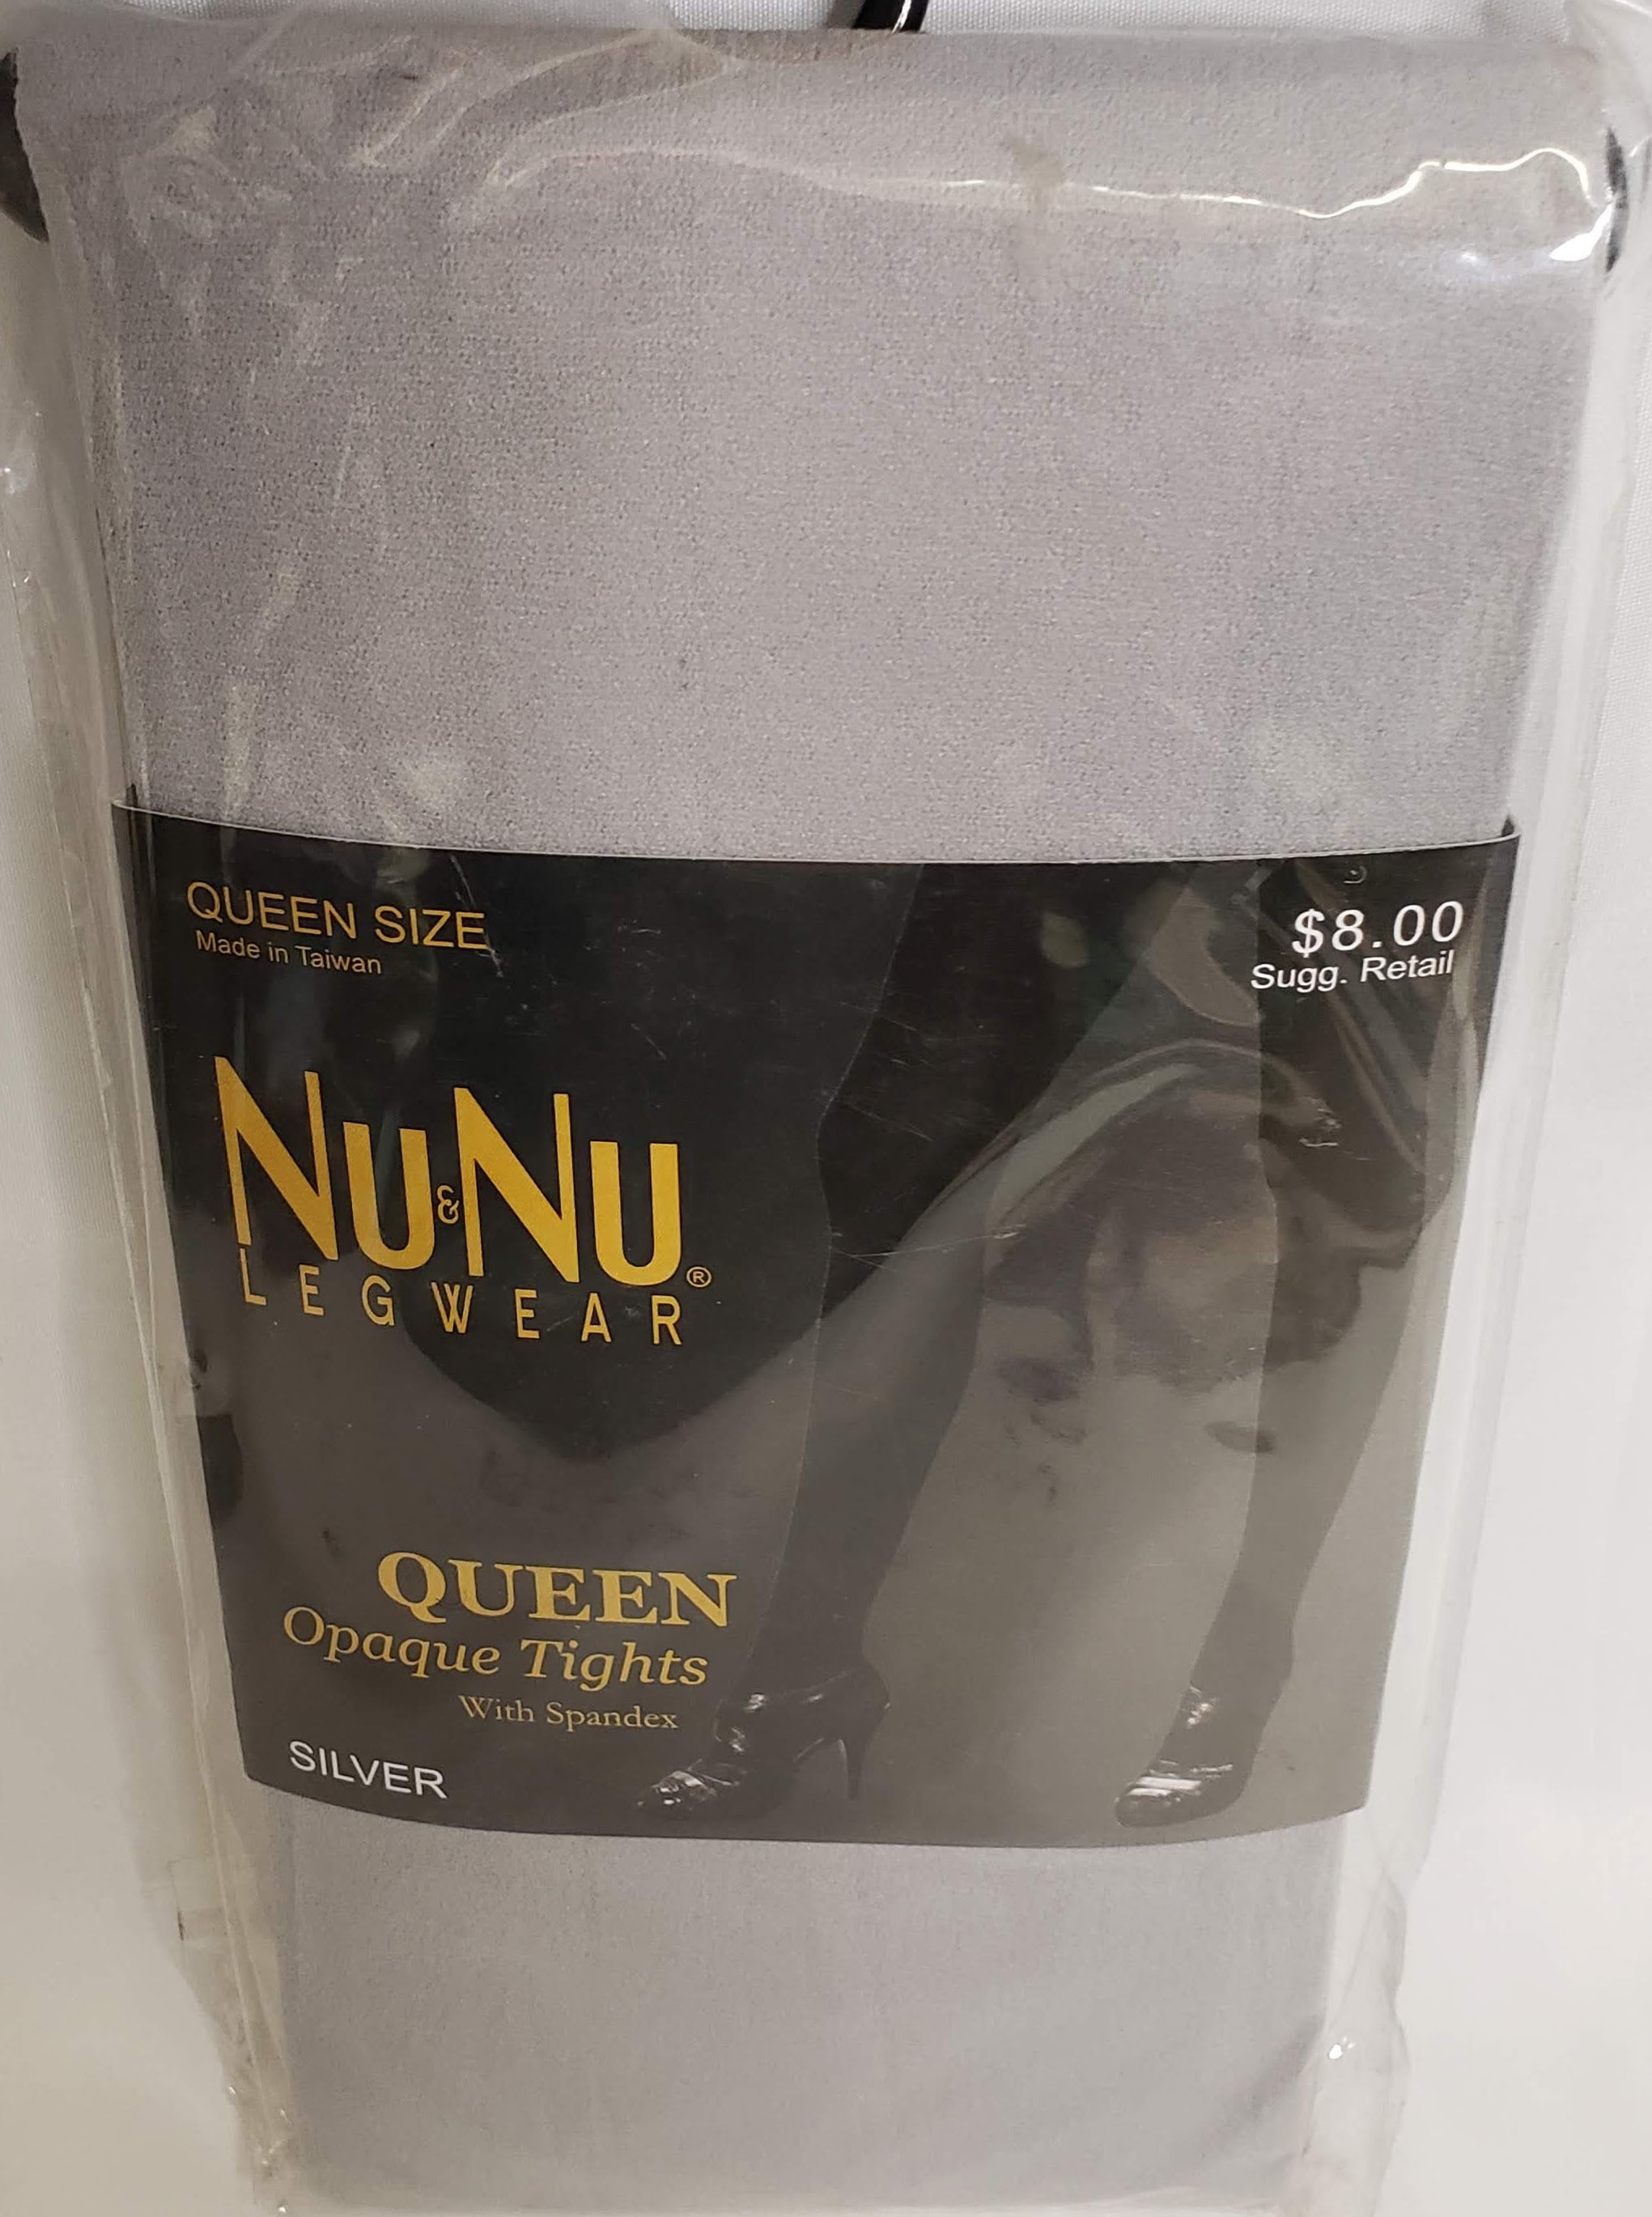 QUEEN SIZE
Made in Taiwan
$8.00
Sugg. Retail
NU&NU®
LEGWEAR
QUEEN
Opaque Tights
With Spandex
SILVER